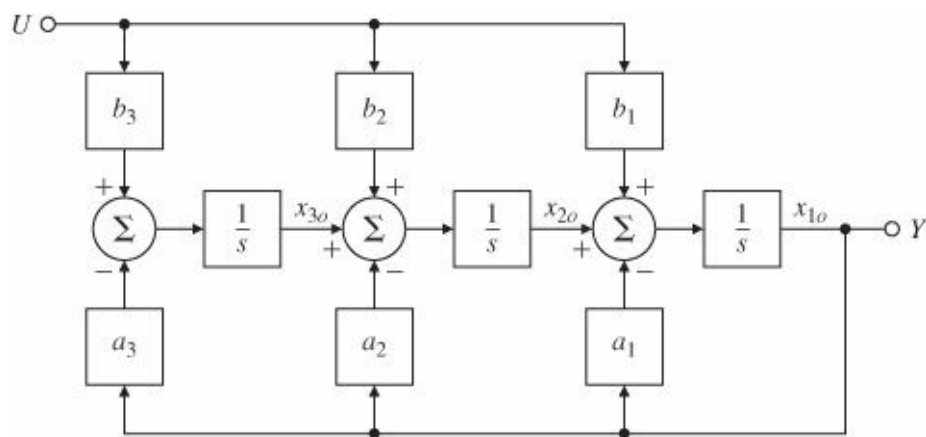 U
b₃ b₂ b₁
+ + +
Σ 1/s x₃ₒ Σ 1/s x₂ₒ Σ 1/s x₁ₒ Y
+ +
− − −
a₃ a₂ a₁